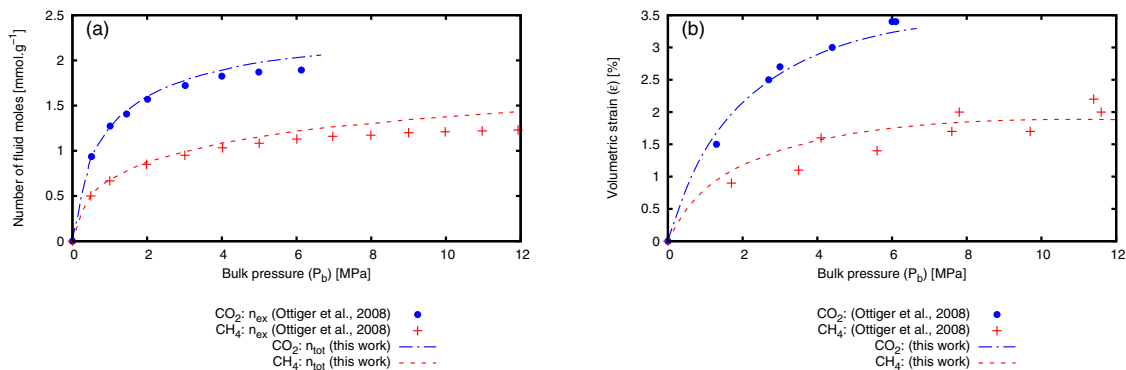 (a)
Number of fluid moles [mmol.g⁻¹]
2.5
2
1.5
1
0.5
0
0 2 4 6 8 10 12
Bulk pressure (P_b) [MPa]
CO₂: n_ex (Ottiger et al., 2008)
CH₄: n_ex (Ottiger et al., 2008)
CO₂: n_tot (this work)
CH₄: n_tot (this work)
(b)
Volumetric strain (ε) [%]
3.5
3
2.5
2
1.5
1
0.5
0
0 2 4 6 8 10 12
Bulk pressure (P_b) [MPa]
CO₂: (Ottiger et al., 2008)
CH₄: (Ottiger et al., 2008)
CO₂: (this work)
CH₄: (this work)